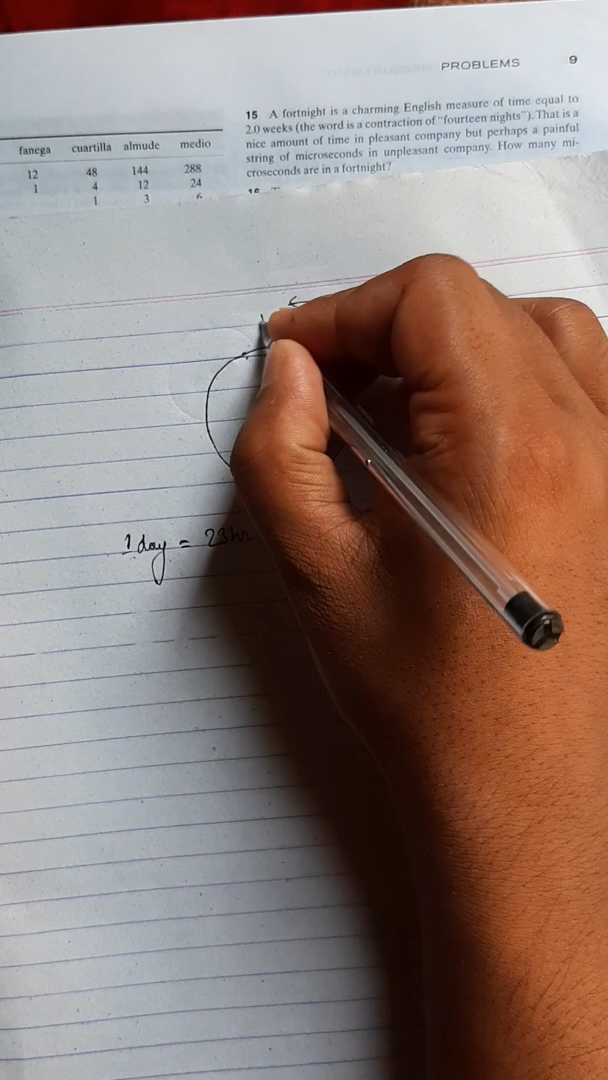 PROBLEMS 9
15 A fortnight is a charming English measure of time equal to
2.0 weeks (the word is a contraction of "fourteen nights"). That is a
nice amount of time in pleasant company but perhaps a painful
string of microseconds in unpleasant company. How many mi-
croseconds are in a fortnight?
fanega cuartilla almude medio
12 48 144 288
1 4 12 24
1 3 6
1 day = 23hr